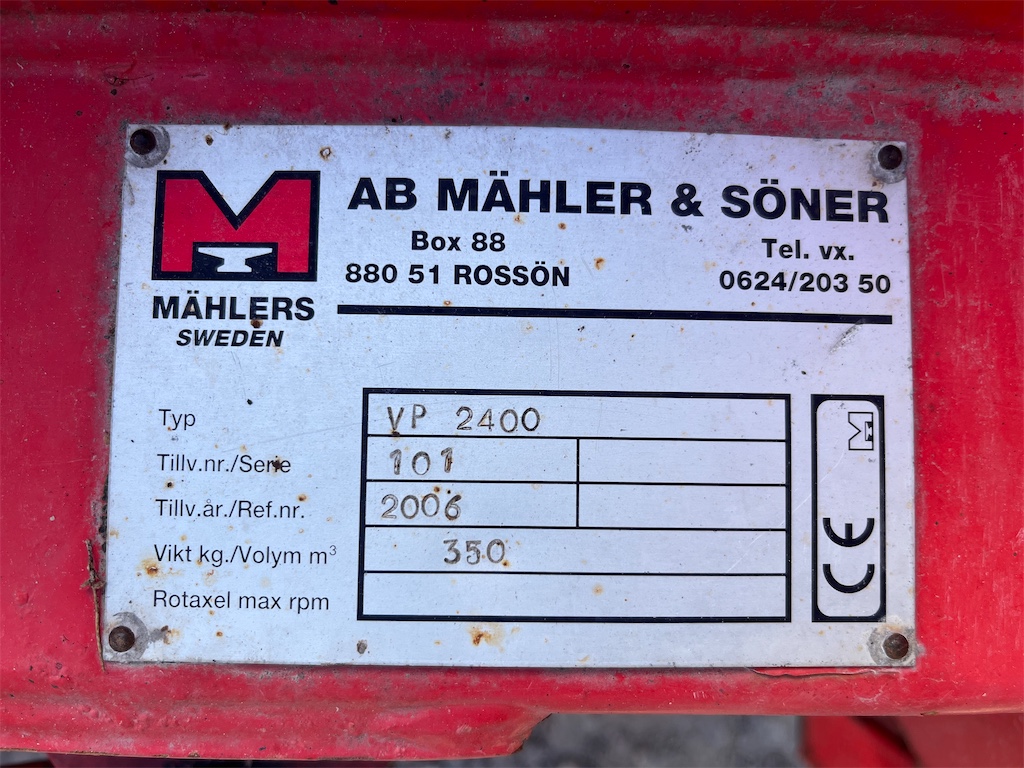 M
AB MÄHLER & SÖNER
Box 88
880 51 ROSSÖN
Tel. vx.
0624/203 50
MÄHLERS
SWEDEN
Typ VP 2400
Tillv.nr./Serie 101
Tillv.år./Ref.nr. 2006
Vikt kg./Volym m³ 350
Rotaxel max rpm
M
CE